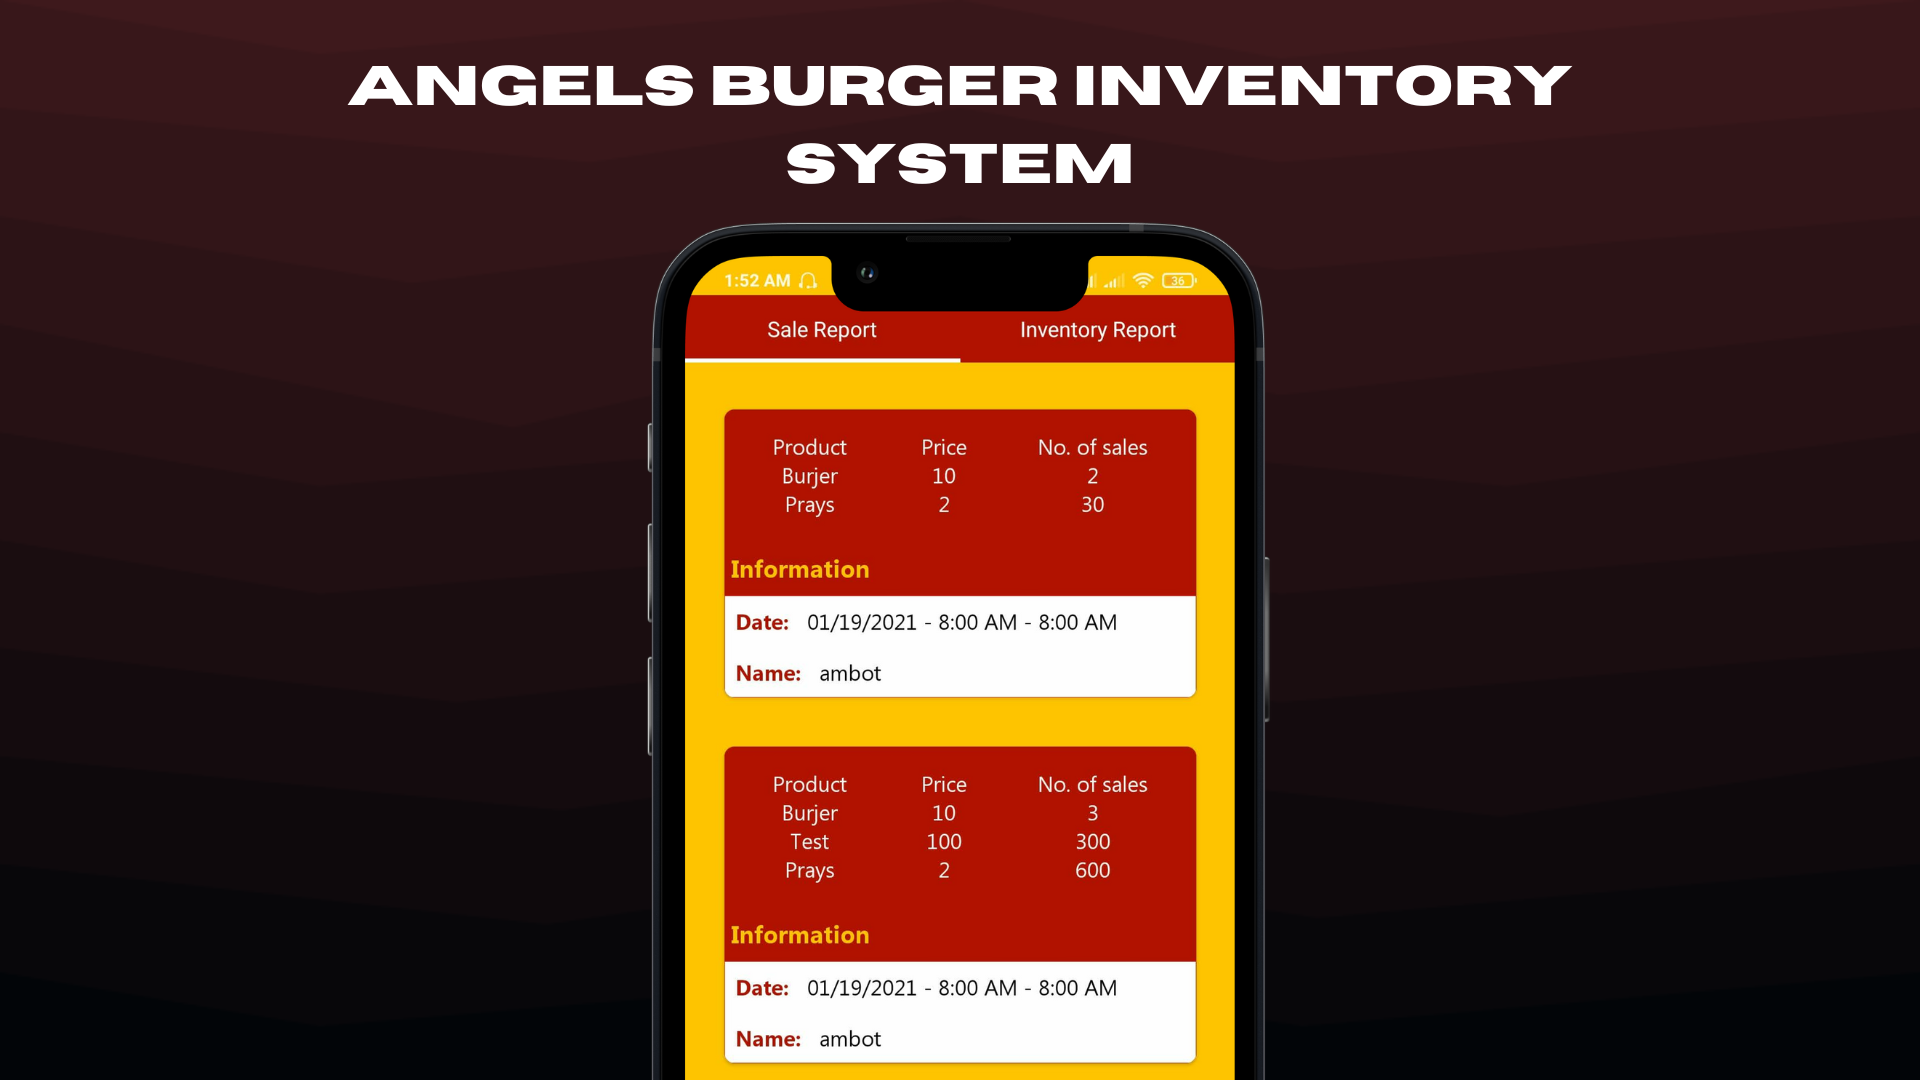 ANGELS BURGER INVENTORY
SYSTEM
1:52 AM 36
Sale Report Inventory Report
Product Price No. of sales
Burjer 10 2
Prays 2 30
Information
Date: 01/19/2021 - 8:00 AM - 8:00 AM
Name: ambot
Product Price No. of sales
Burjer 10 3
Test 100 300
Prays 2 600
Information
Date: 01/19/2021 - 8:00 AM - 8:00 AM
Name: ambot